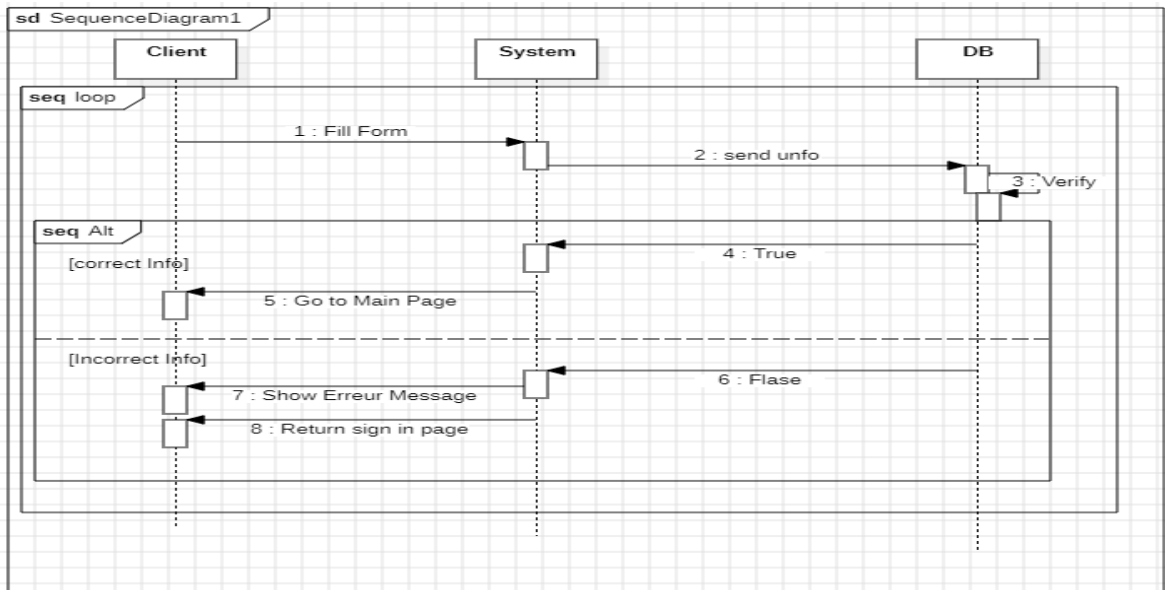 sd SequenceDiagram1
Client
System
DB
seq loop
1 : Fill Form
2 : send unfo
3 : Verify
seq Alt
4 : True
[correct Info]
5 : Go to Main Page
[Incorrect Info]
6 : Flase
7 : Show Erreur Message
8 : Return sign in page